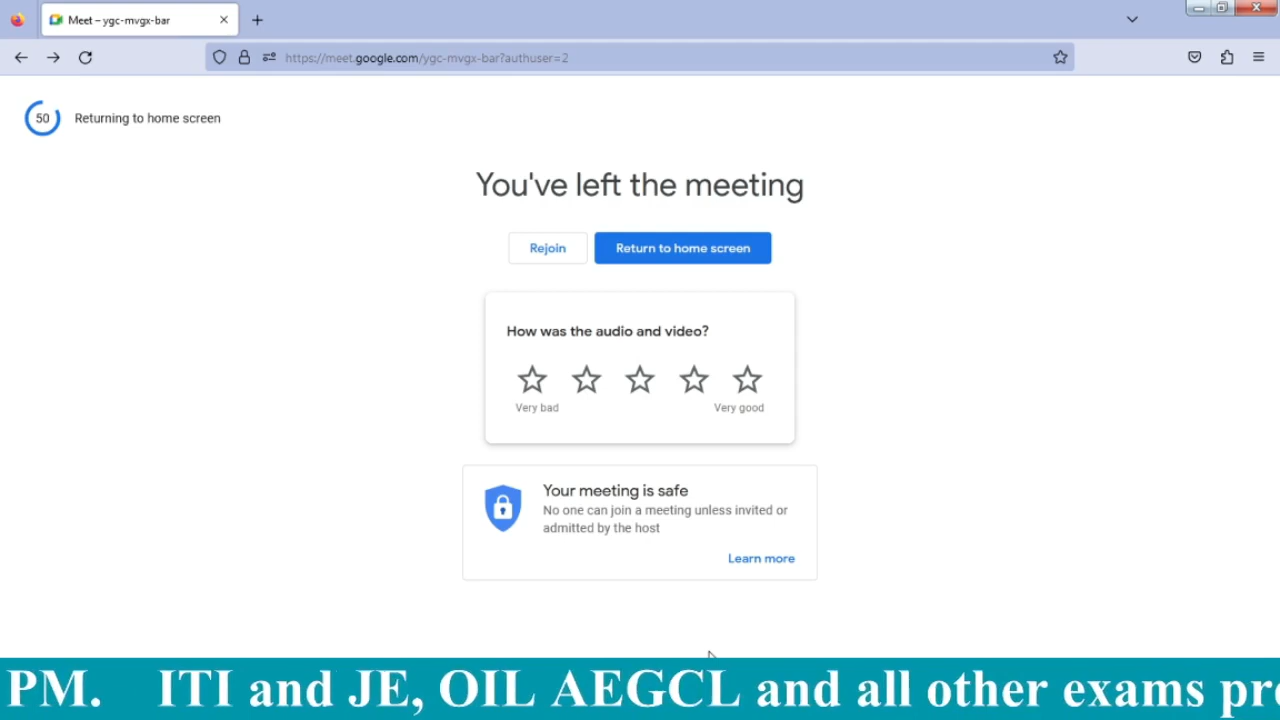 Meet – ygc-mvgx-bar
https://meet.google.com/ygc-mvgx-bar?authuser=2
50 Returning to home screen
You've left the meeting
Rejoin Return to home screen
How was the audio and video?
Very bad Very good
Your meeting is safe
No one can join a meeting unless invited or
admitted by the host
Learn more
PM. ITI and JE, OIL AEGCL and all other exams